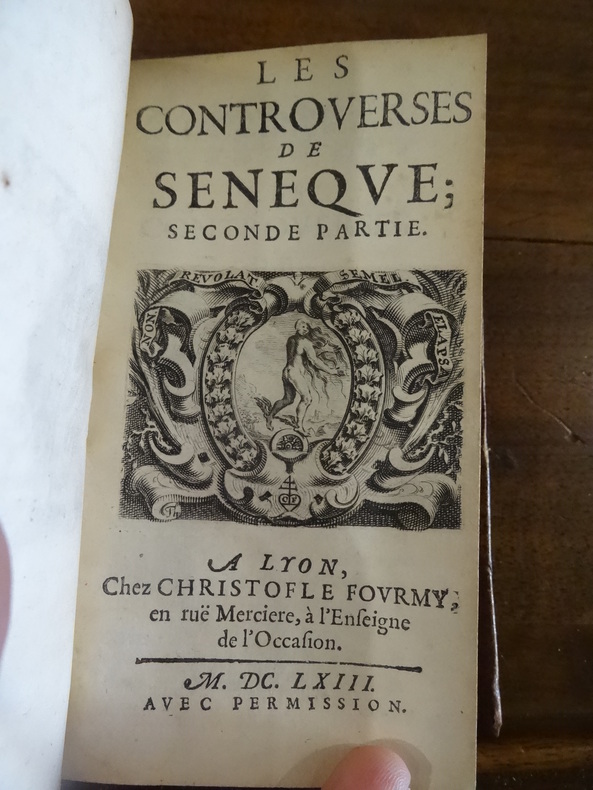 LES
CONTROVERSES
DE
SENEQVE;
SECONDE PARTIE.
NON REVOLAT SEMEL ELAPS
A LYON,
Chez CHRISTOFLE FOVRMY,
en ruë Merciere, à l'Enſeigne
de l'Occaſion.
M. DC. LXIII.
AVEC PERMISSION.